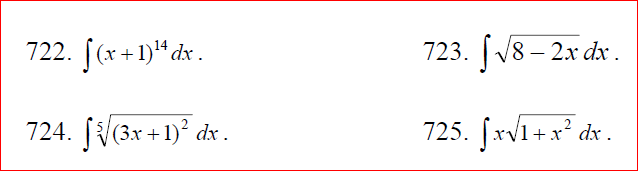 722. ∫(x + 1)¹⁴ dx . 723. ∫√(8 − 2x) dx .
724. ∫⁵√((3x + 1)²) dx . 725. ∫x√(1 + x²) dx .